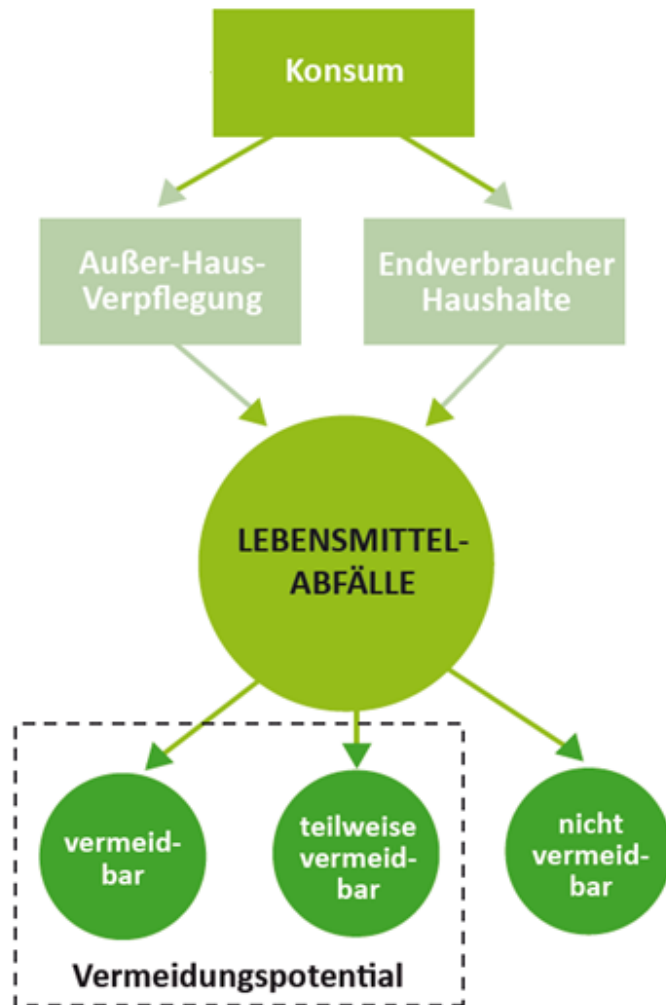 Konsum
Außer-Haus-
Verpflegung
Endverbraucher
Haushalte
LEBENSMITTEL-
ABFÄLLE
vermeid-
bar
teilweise
vermeid-
bar
nicht
vermeid-
bar
Vermeidungspotential